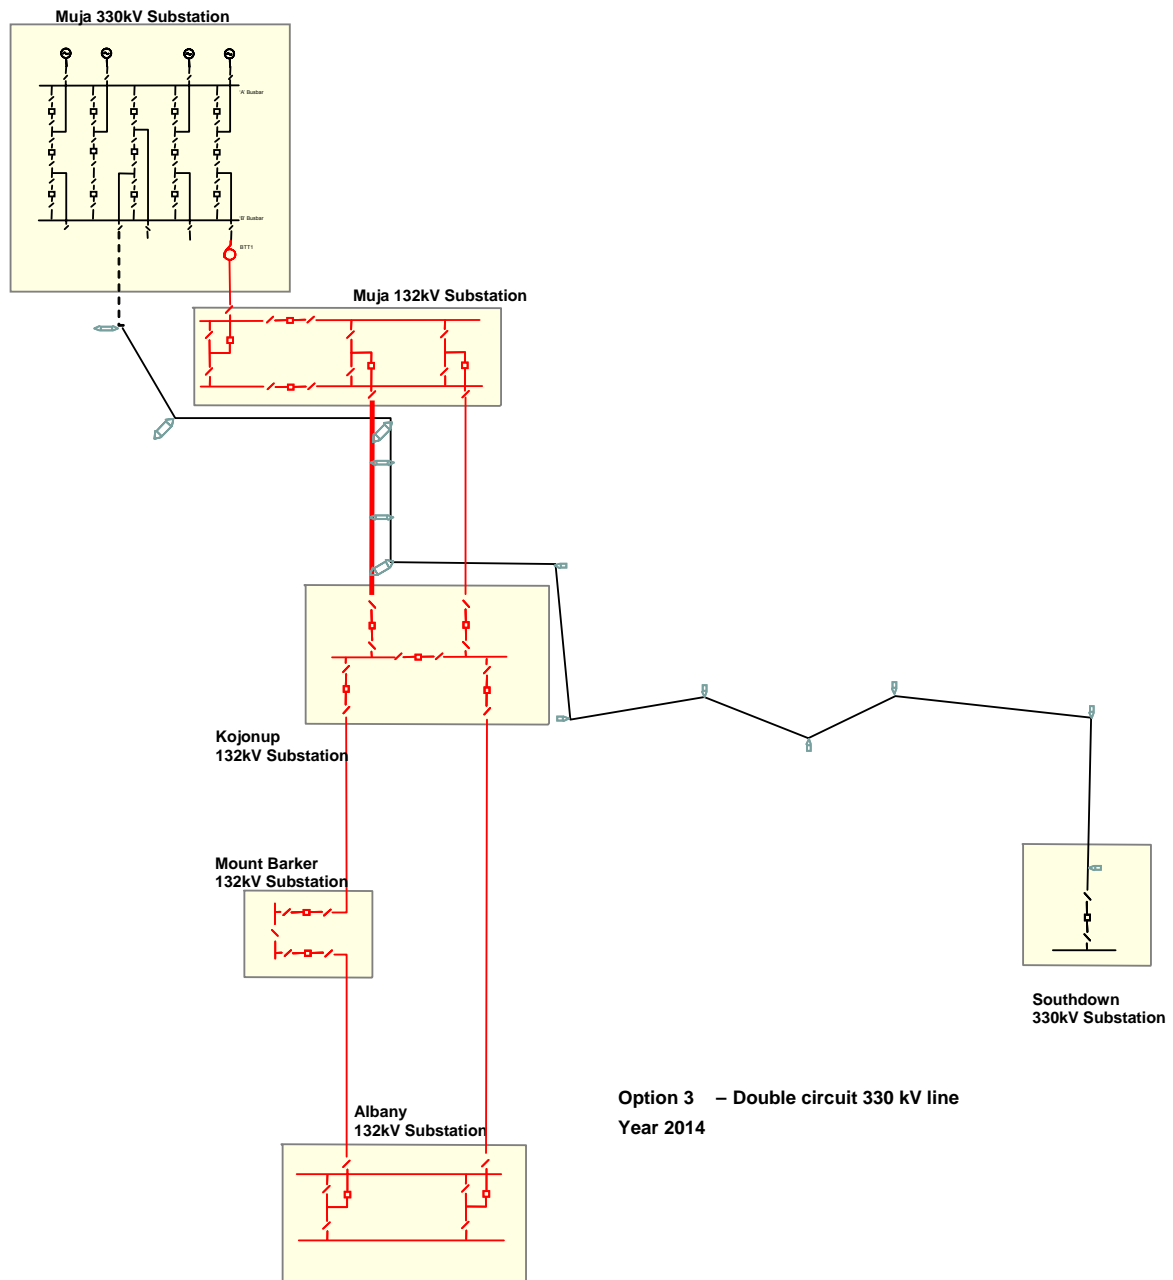 Muja 330kV Substation
'A' Busbar
'B' Busbar
BTT1
Muja 132kV Substation
Kojonup
132kV Substation
Mount Barker
132kV Substation
Southdown
330kV Substation
Option 3 – Double circuit 330 kV line
Year 2014
Albany
132kV Substation